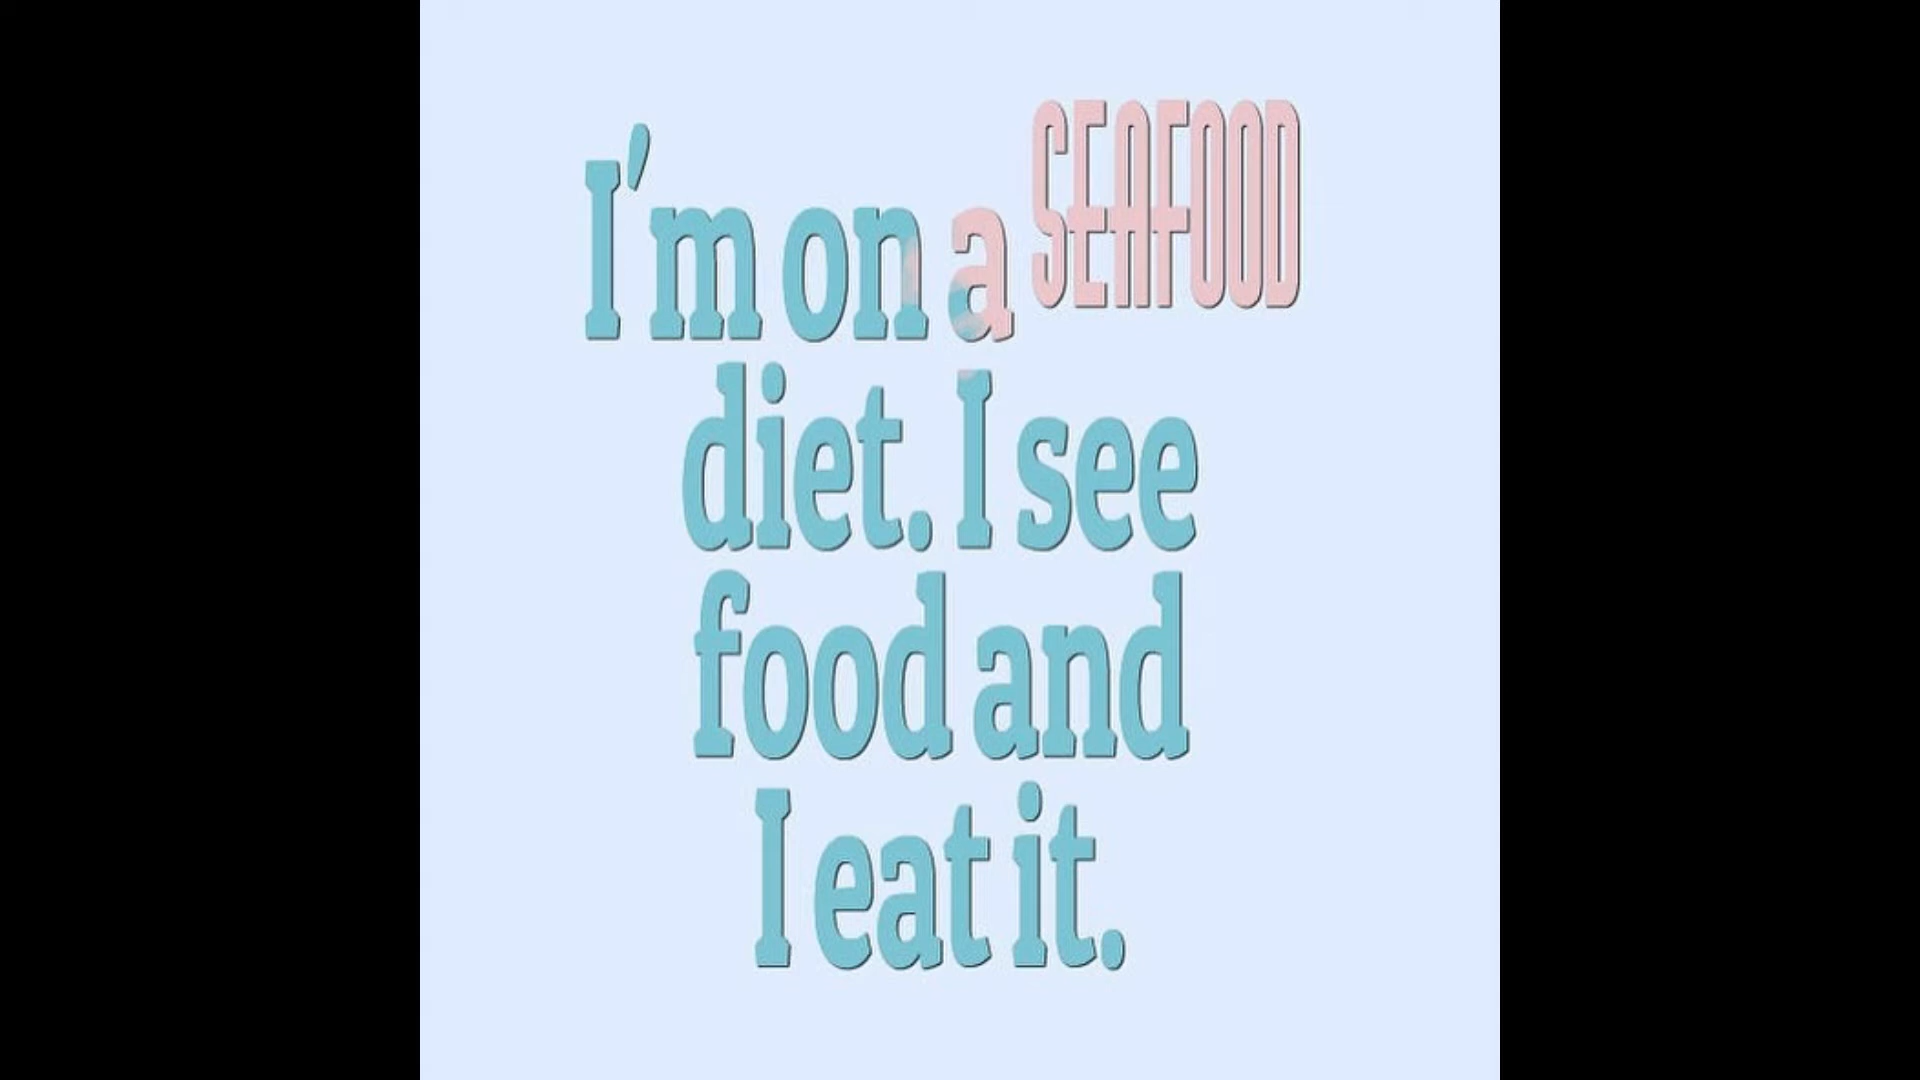 I'm on a SEAFOOD
diet. I see
food and
I eat it.